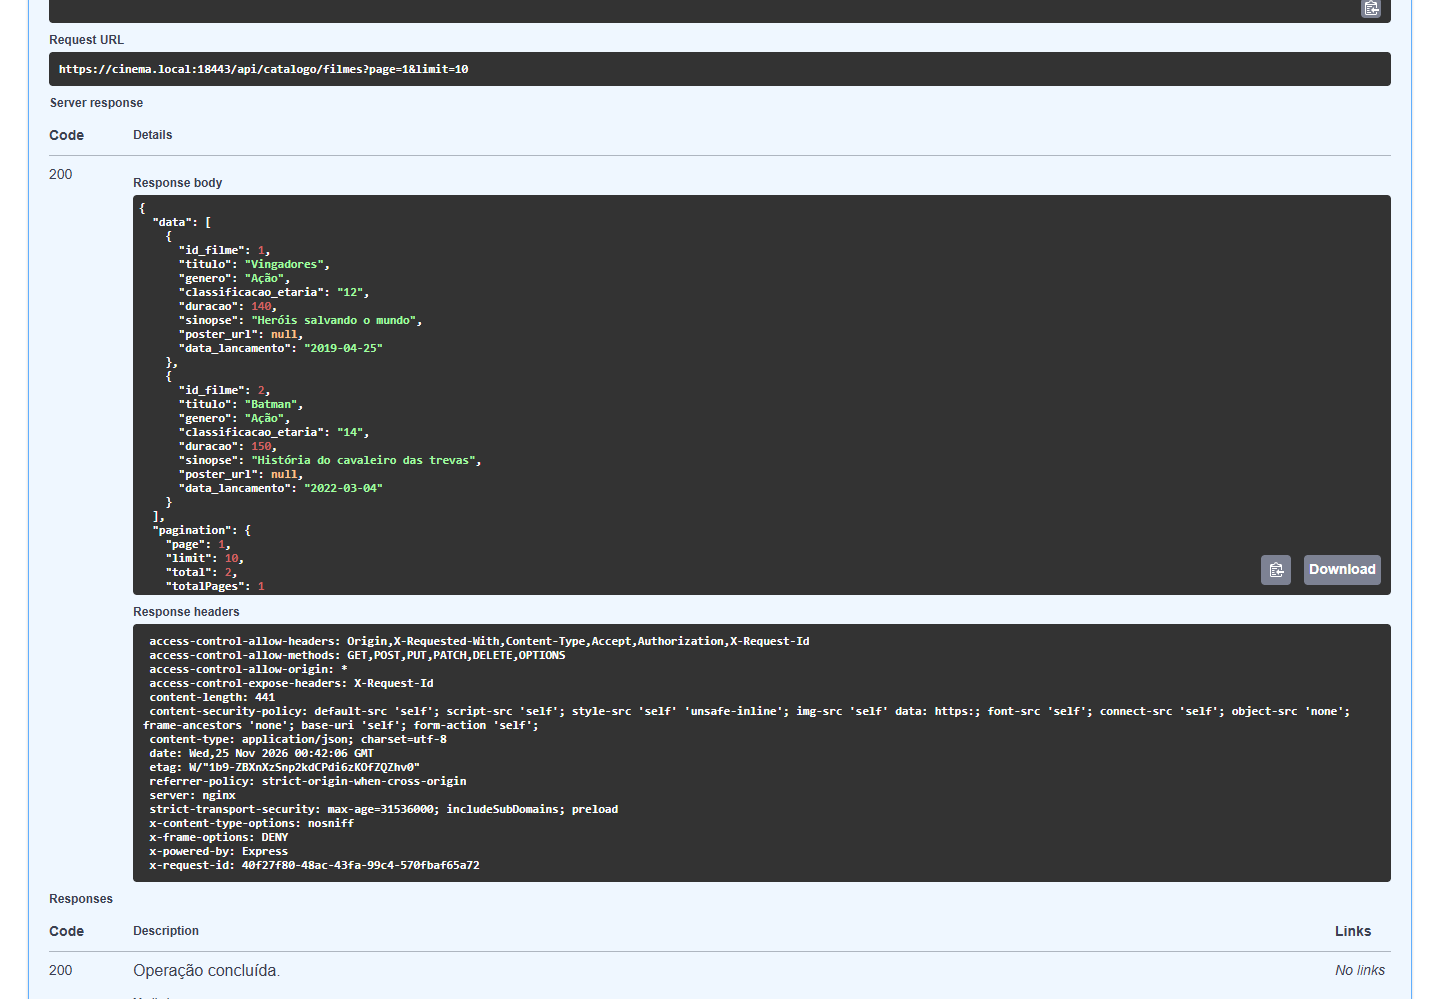 Request URL
https://cinema.local:18443/api/catalogo/filmes?page=1&limit=10
Server response
Code Details
200
Response body
{
  "data": [
    {
      "id_filme": 1,
      "titulo": "Vingadores",
      "genero": "Ação",
      "classificacao_etaria": "12",
      "duracao": 140,
      "sinopse": "Heróis salvando o mundo",
      "poster_url": null,
      "data_lancamento": "2019-04-25"
    },
    {
      "id_filme": 2,
      "titulo": "Batman",
      "genero": "Ação",
      "classificacao_etaria": "14",
      "duracao": 150,
      "sinopse": "História do cavaleiro das trevas",
      "poster_url": null,
      "data_lancamento": "2022-03-04"
    }
  ],
  "pagination": {
    "page": 1,
    "limit": 10,
    "total": 2,
    "totalPages": 1
Download
Response headers
access-control-allow-headers: Origin,X-Requested-With,Content-Type,Accept,Authorization,X-Request-Id
access-control-allow-methods: GET,POST,PUT,PATCH,DELETE,OPTIONS
access-control-allow-origin: *
access-control-expose-headers: X-Request-Id
content-length: 441
content-security-policy: default-src 'self'; script-src 'self'; style-src 'self' 'unsafe-inline'; img-src 'self' data: https:; font-src 'self'; connect-src 'self'; object-src 'none';
frame-ancestors 'none'; base-uri 'self'; form-action 'self';
content-type: application/json; charset=utf-8
date: Wed,25 Nov 2026 00:42:06 GMT
etag: W/"1b9-ZBXnXzSnp2kdCPdi6zKOfZQZhv0"
referrer-policy: strict-origin-when-cross-origin
server: nginx
strict-transport-security: max-age=31536000; includeSubDomains; preload
x-content-type-options: nosniff
x-frame-options: DENY
x-powered-by: Express
x-request-id: 40f27f80-48ac-43fa-99c4-570fbaf65a72
Responses
Code Description Links
200 Operação concluída. No links